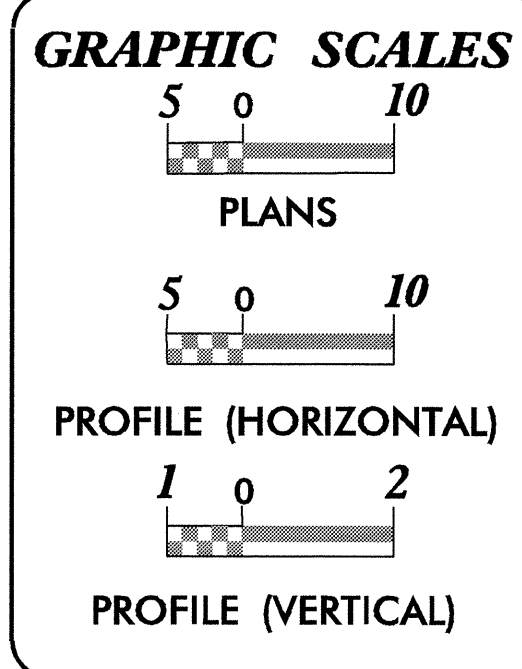 GRAPHIC SCALES
5 0 10
PLANS
5 0 10
PROFILE (HORIZONTAL)
1 0 2
PROFILE (VERTICAL)